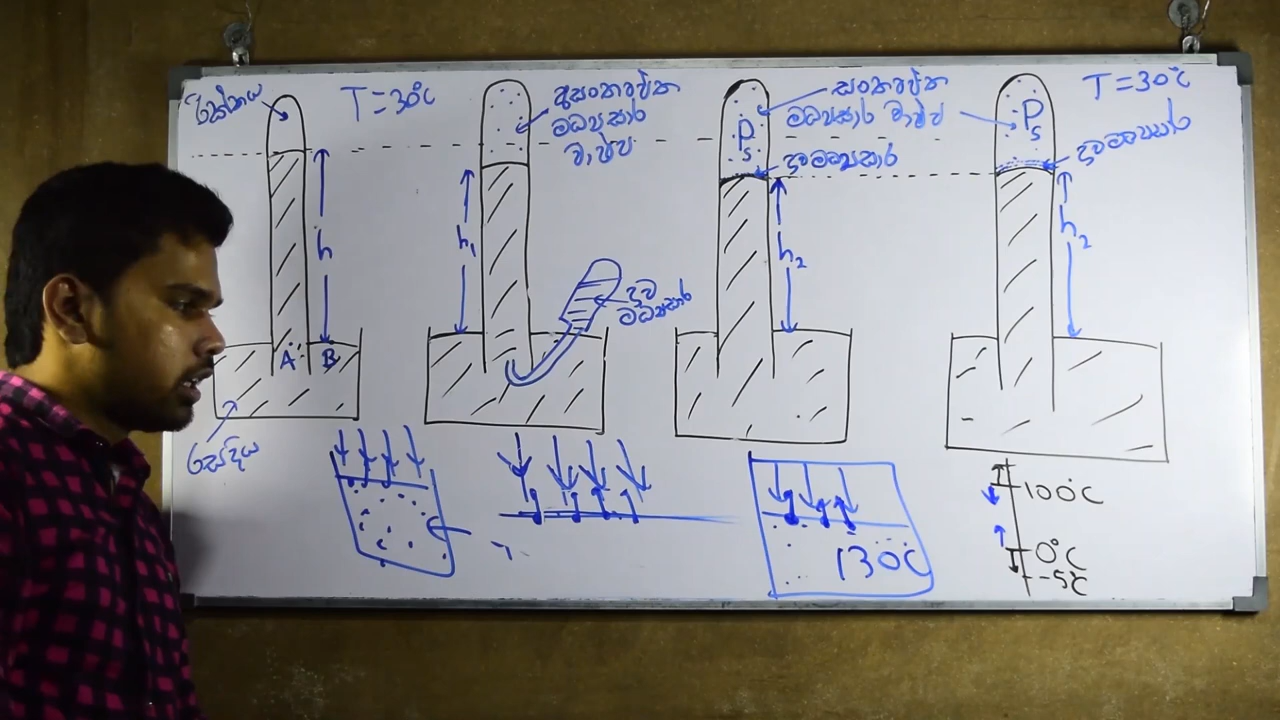 රික්තය
T = 30°C
අසංතෘප්ත
මධ්‍යසාර
වාෂ්ප
සංතෘප්ත
මධ්‍යසාර වාෂ්ප
T = 30°C
Ps
Ps
ද්‍රව මධ්‍යසාර
ද්‍රව මධ්‍යසාර
h
h₁
h₂
h₂
ද්‍රව
මධ්‍යසාර
A
B
රසදිය
130°C
100°C
0°C
-5°C